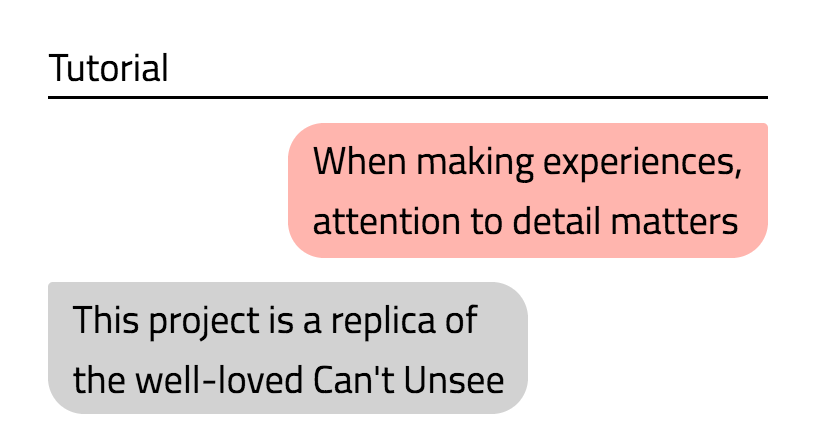 Tutorial
When making experiences,
attention to detail matters
This project is a replica of
the well-loved Can't Unsee